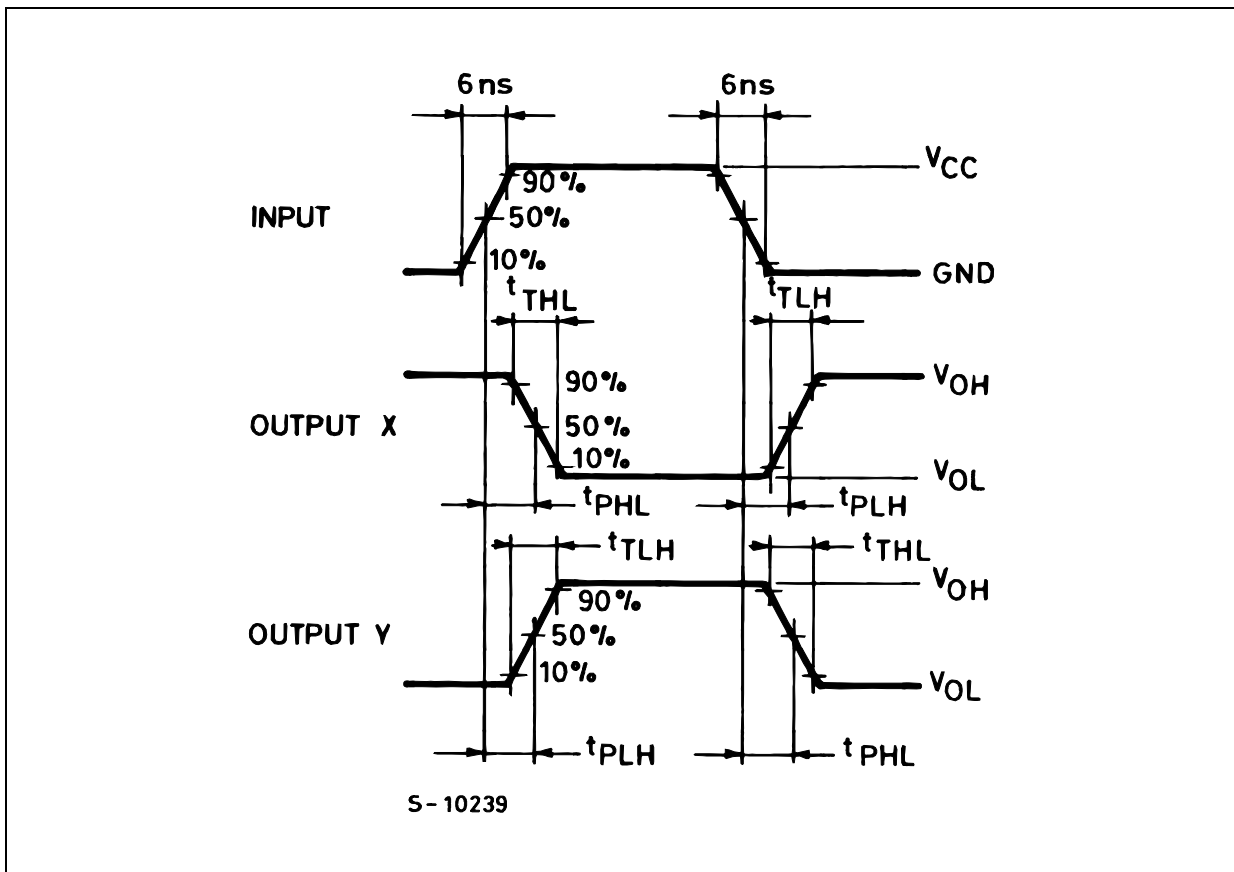 6ns 6ns
VCC
90%
INPUT 50%
10% GND
tTHL tTLH
90% VOH
OUTPUT X 50%
10% VOL
tPHL tPLH
tTLH tTHL
VOH
90%
OUTPUT Y 50%
10% VOL
tPLH tPHL
S-10239